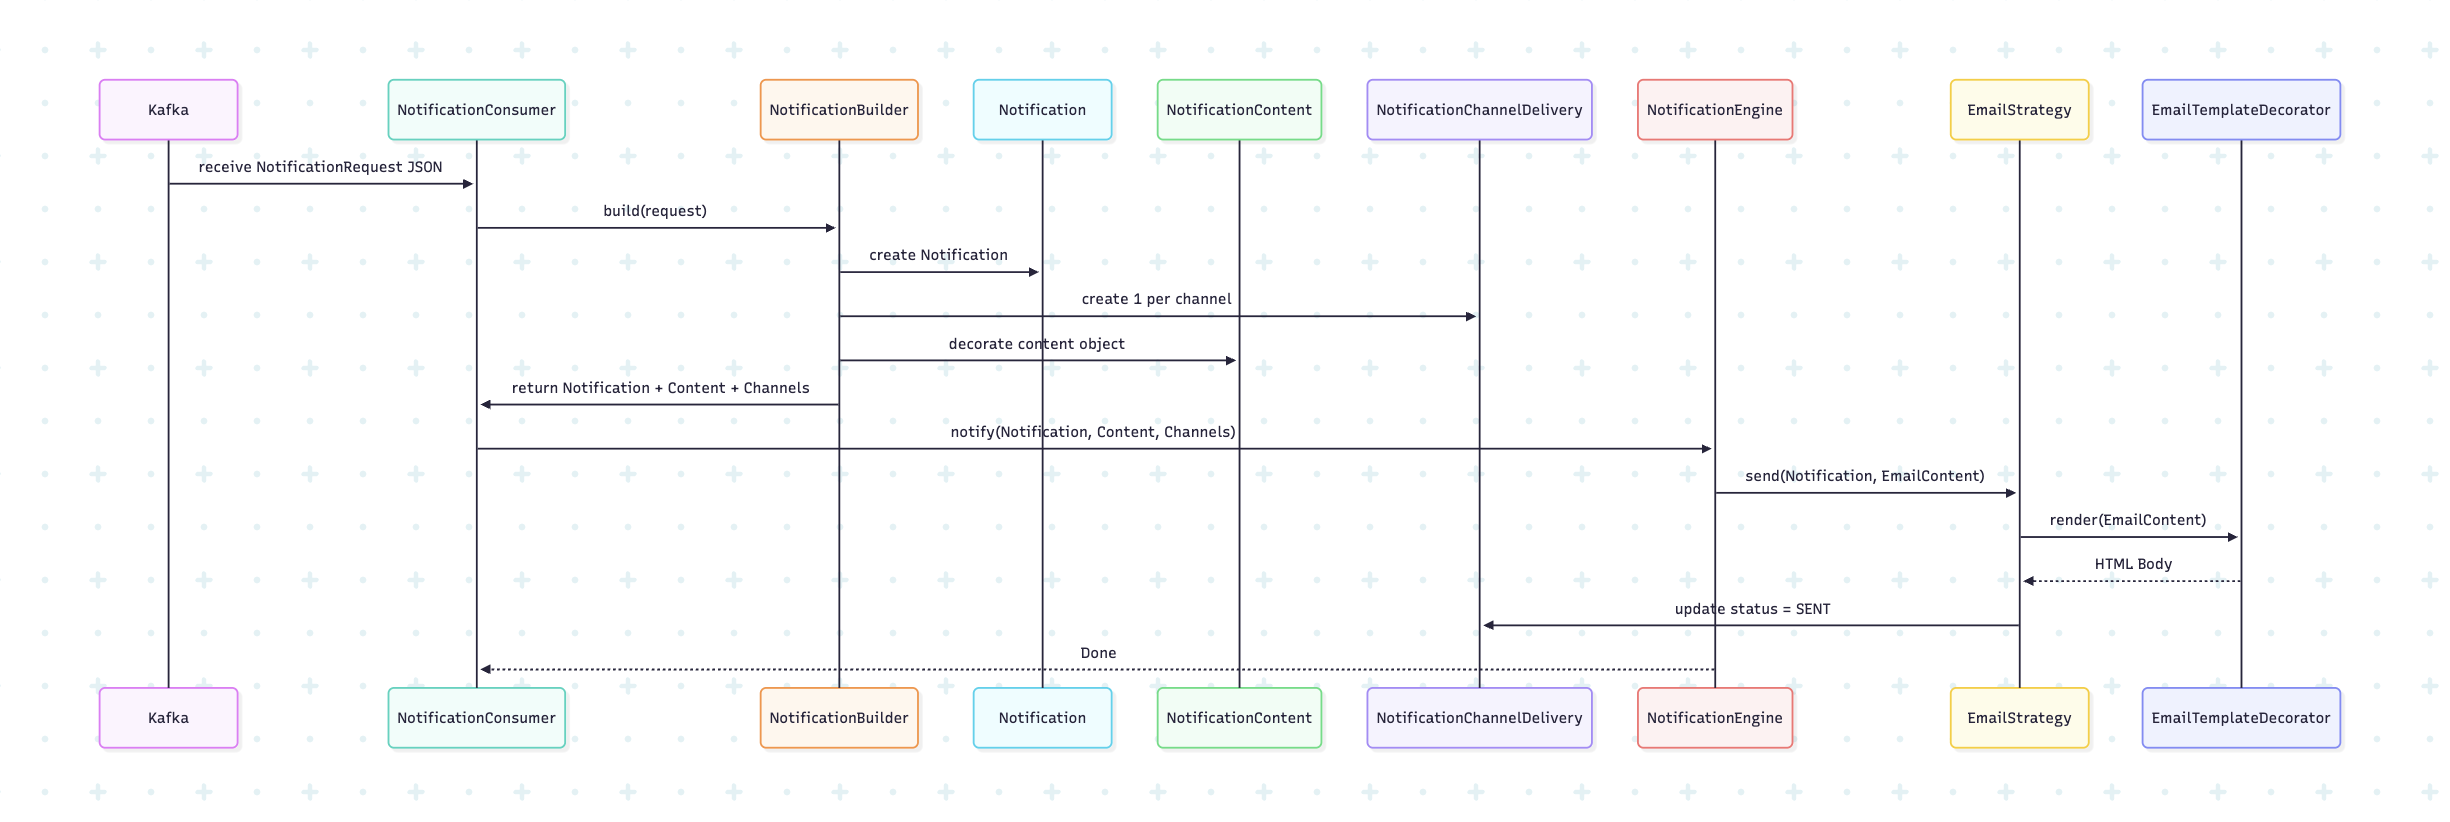 Kafka
NotificationConsumer
NotificationBuilder
Notification
NotificationContent
NotificationChannelDelivery
NotificationEngine
EmailStrategy
EmailTemplateDecorator
receive NotificationRequest JSON
build(request)
create Notification
create 1 per channel
decorate content object
return Notification + Content + Channels
notify(Notification, Content, Channels)
send(Notification, EmailContent)
render(EmailContent)
HTML Body
update status = SENT
Done
Kafka
NotificationConsumer
NotificationBuilder
Notification
NotificationContent
NotificationChannelDelivery
NotificationEngine
EmailStrategy
EmailTemplateDecorator